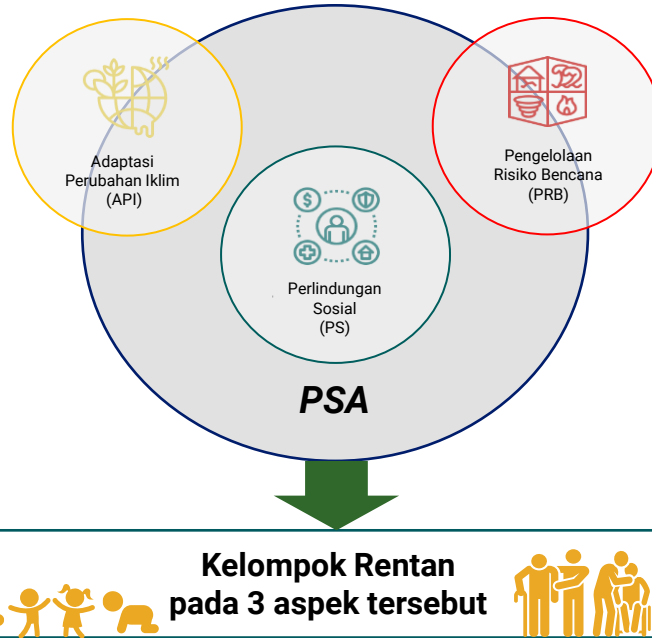 Adaptasi
Perubahan Iklim
(API)
Pengelolaan
Risiko Bencana
(PRB)
$
Perlindungan
Sosial
(PS)
PSA
Kelompok Rentan
pada 3 aspek tersebut